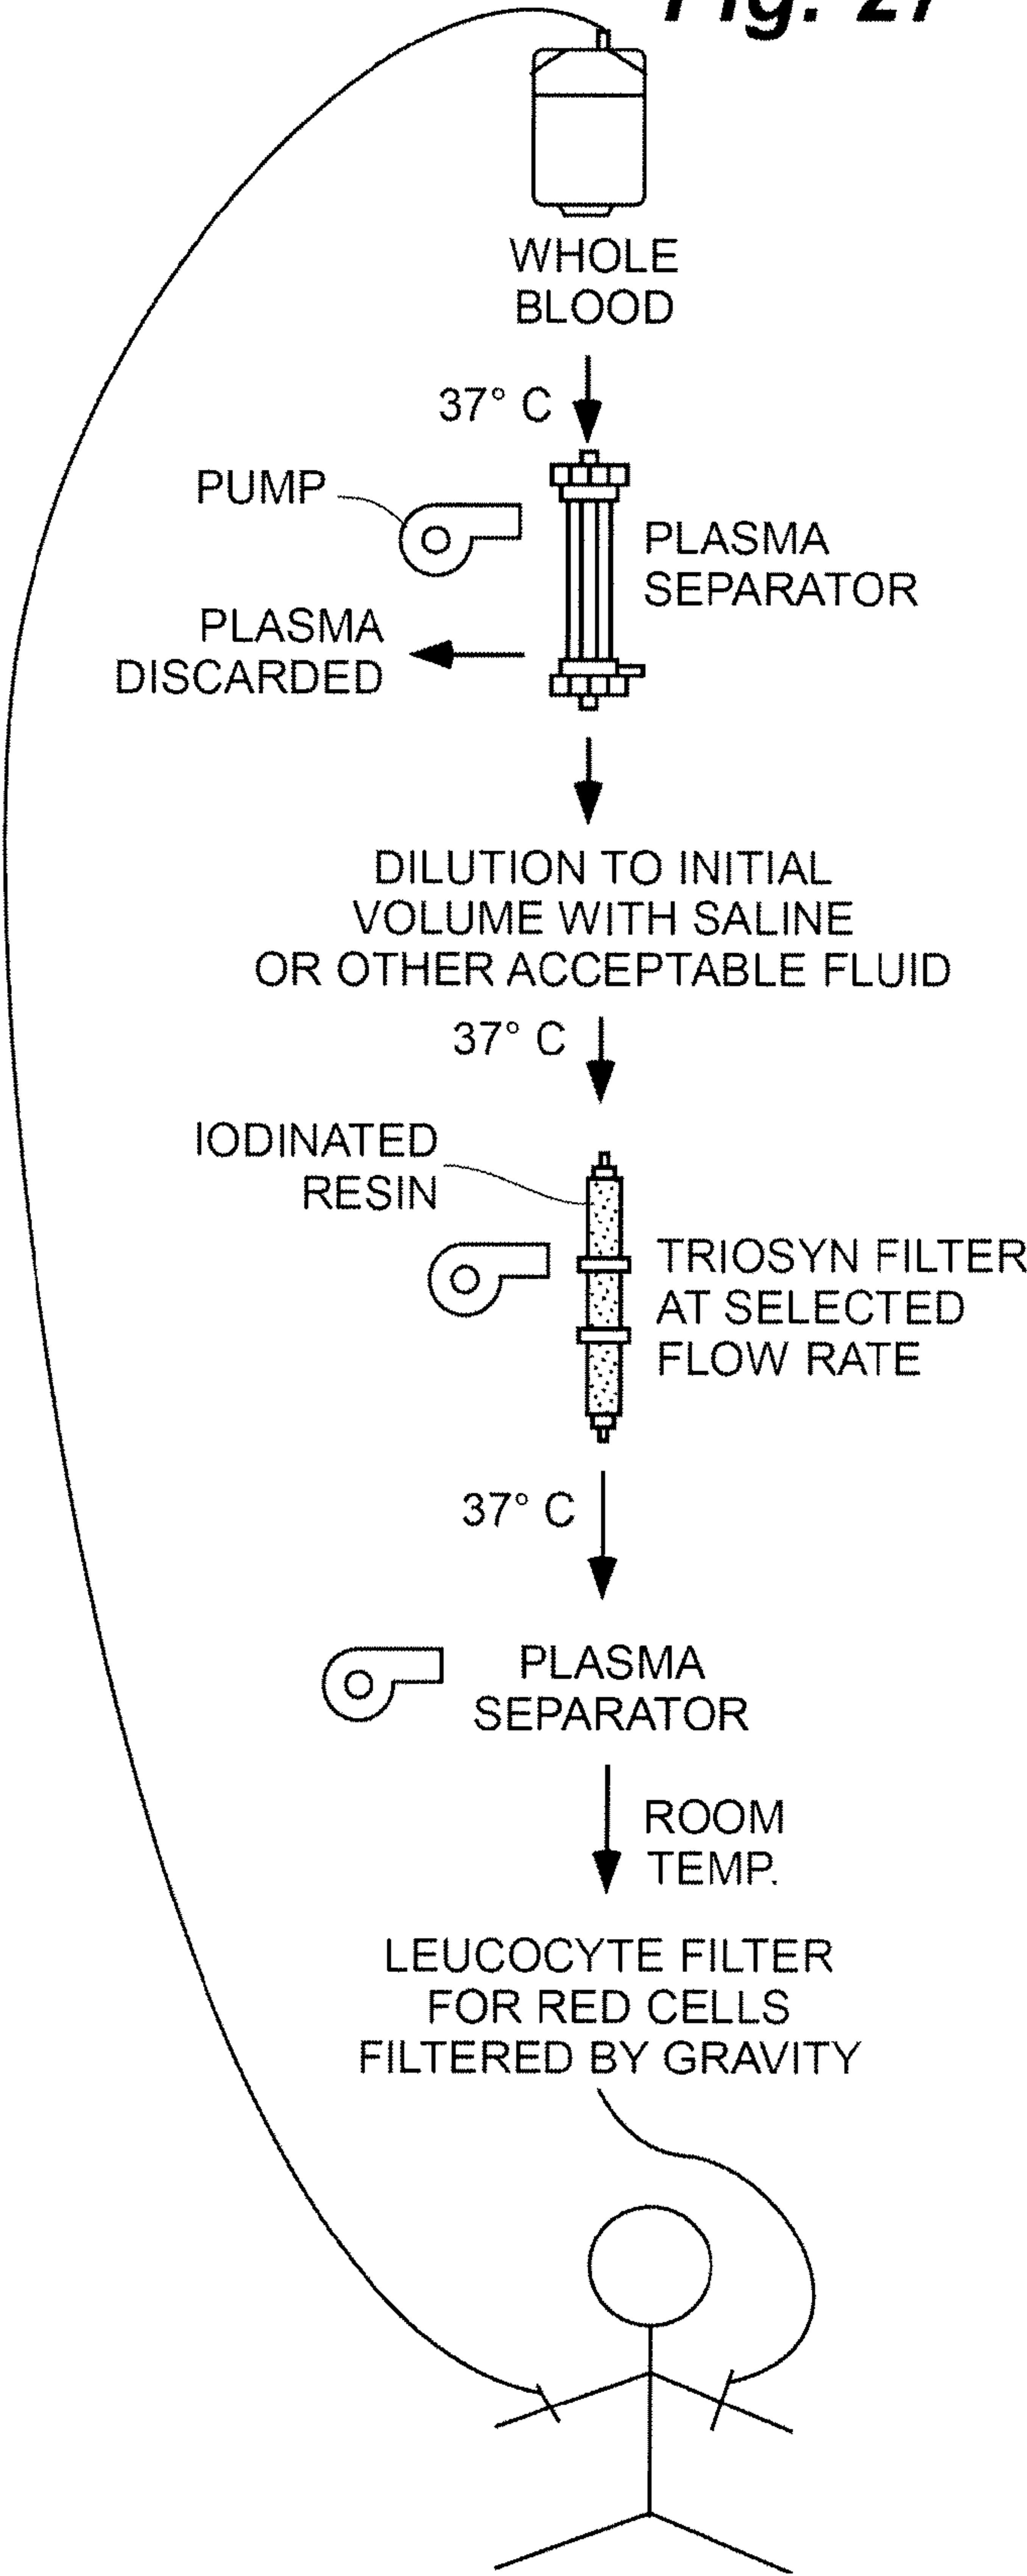 Fig. 27
WHOLE
BLOOD
37° C
PUMP
PLASMA
SEPARATOR
PLASMA
DISCARDED
DILUTION TO INITIAL
VOLUME WITH SALINE
OR OTHER ACCEPTABLE FLUID
37° C
IODINATED
RESIN
TRIOSYN FILTER
AT SELECTED
FLOW RATE
37° C
PLASMA
SEPARATOR
ROOM
TEMP.
LEUCOCYTE FILTER
FOR RED CELLS
FILTERED BY GRAVITY